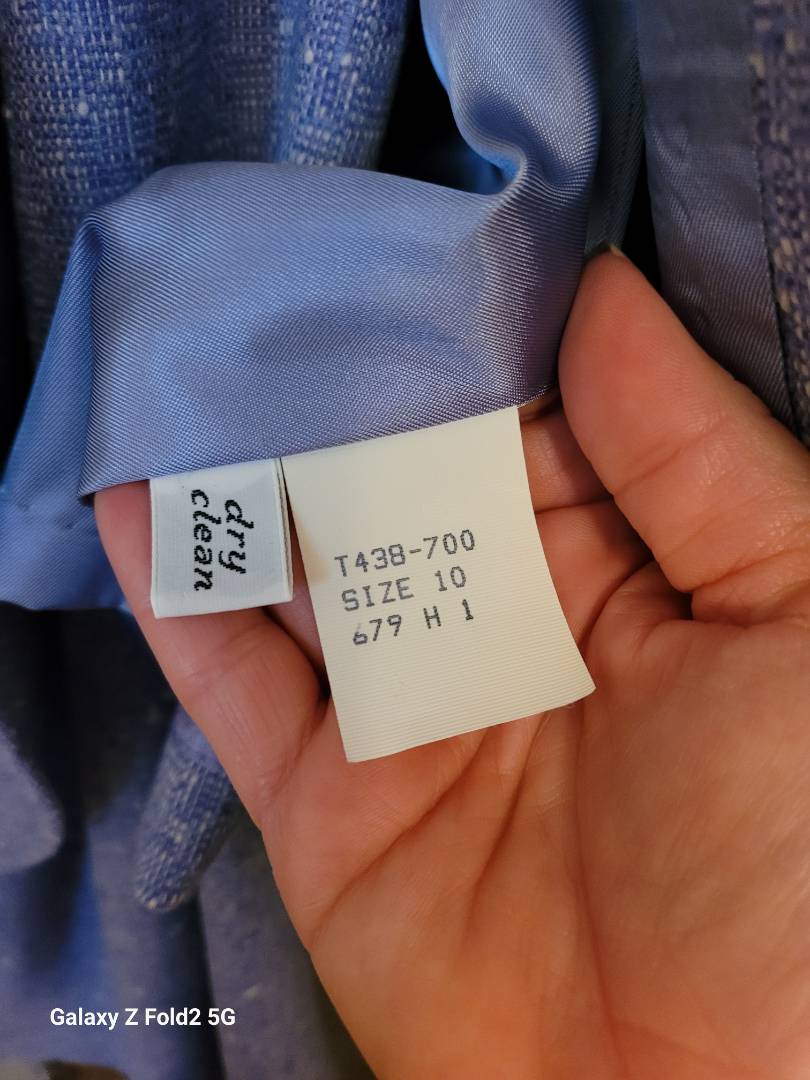 dry
clean
T438-700
SIZE 10
679 H 1
Galaxy Z Fold2 5G